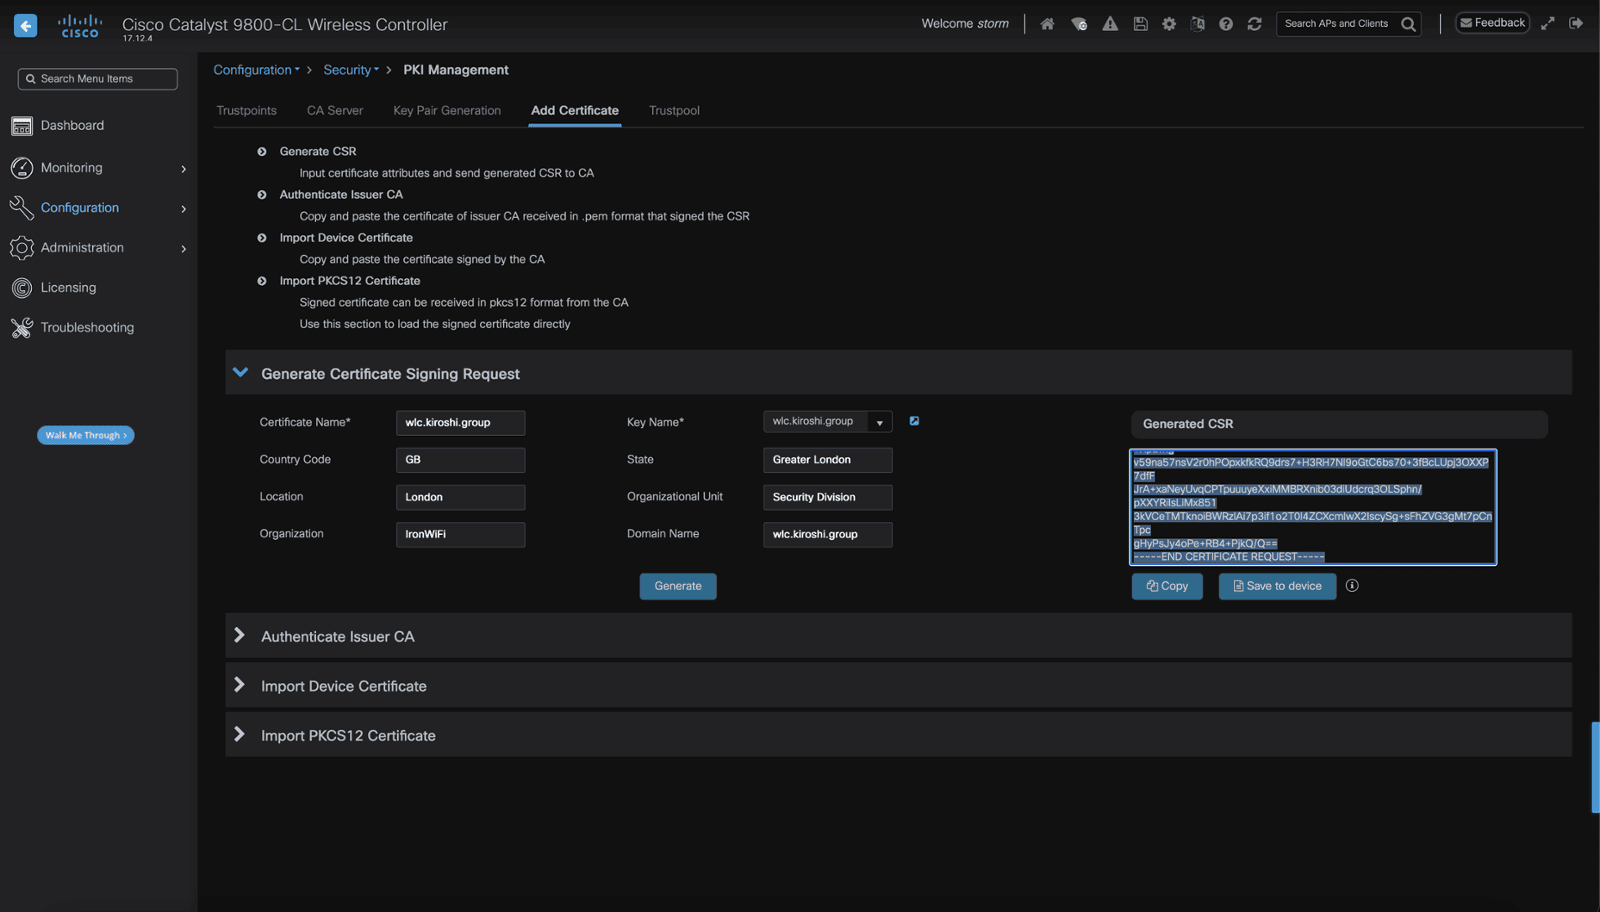 Cisco Catalyst 9800-CL Wireless Controller
17.12.4
cisco
Welcome storm
Search APs and Clients
Feedback
Search Menu Items
Dashboard
Monitoring
Configuration
Administration
Licensing
Troubleshooting
Walk Me Through >
Configuration > Security > PKI Management
Trustpoints CA Server Key Pair Generation Add Certificate Trustpool
Generate CSR
Input certificate attributes and send generated CSR to CA
Authenticate Issuer CA
Copy and paste the certificate of issuer CA received in .pem format that signed the CSR
Import Device Certificate
Copy and paste the certificate signed by the CA
Import PKCS12 Certificate
Signed certificate can be received in pkcs12 format from the CA
Use this section to load the signed certificate directly
Generate Certificate Signing Request
Certificate Name* wlc.kiroshi.group Key Name* wlc.kiroshi.group
Country Code GB State Greater London
Location London Organizational Unit Security Division
Organization IronWiFi Domain Name wlc.kiroshi.group
Generate
Generated CSR
7dfF
pXXYRilsLlMx851
Tpc
gHyPsJy4oPe+RB4+PjkQ/Q==
-----END CERTIFICATE REQUEST-----
Copy Save to device
Authenticate Issuer CA
Import Device Certificate
Import PKCS12 Certificate